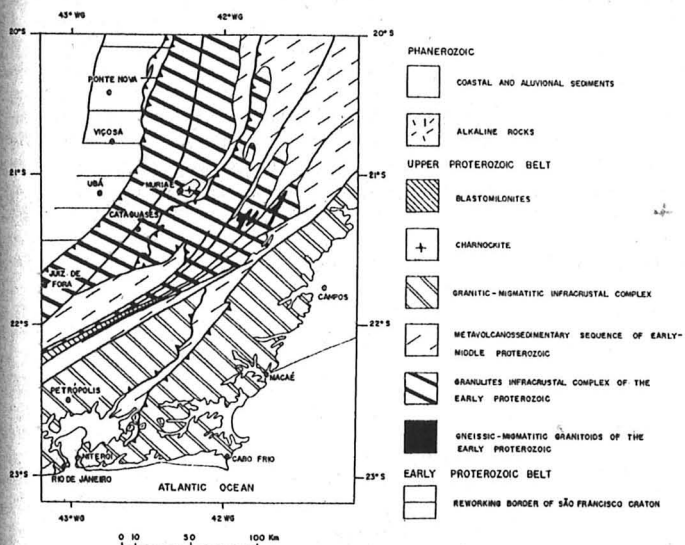 43° WG
42° WG
20° S
20° S
PONTE NOVA
VIÇOSA
21° S
21° S
UBÁ
MURIAÉ
CATAGUASES
JUIZ DE
FORA
CAMPOS
22° S
22° S
MACAÉ
PETRÓPOLIS
NITEROI
CABO FRIO
23° S
23° S
RIO DE JANEIRO
ATLANTIC OCEAN
43° WG
42° WG
0 10 50 100 Km
PHANEROZOIC
COASTAL AND ALUVIONAL SEDIMENTS
ALKALINE ROCKS
UPPER PROTEROZOIC BELT
BLASTOMILONITES
CHARNOCKITE
GRANITIC-MIGMATITIC INFRACRUSTAL COMPLEX
METAVOLCANOSSEDIMENTARY SEQUENCE OF EARLY-
MIDDLE PROTEROZOIC
GRANULITES INFRACRUSTAL COMPLEX OF THE
EARLY PROTEROZOIC
GNEISSIC-MIGMATIC GRANITOIDS OF THE
EARLY PROTEROZOIC
EARLY PROTEROZOIC BELT
REWORKING BORDER OF SÃO FRANCISCO CRATON